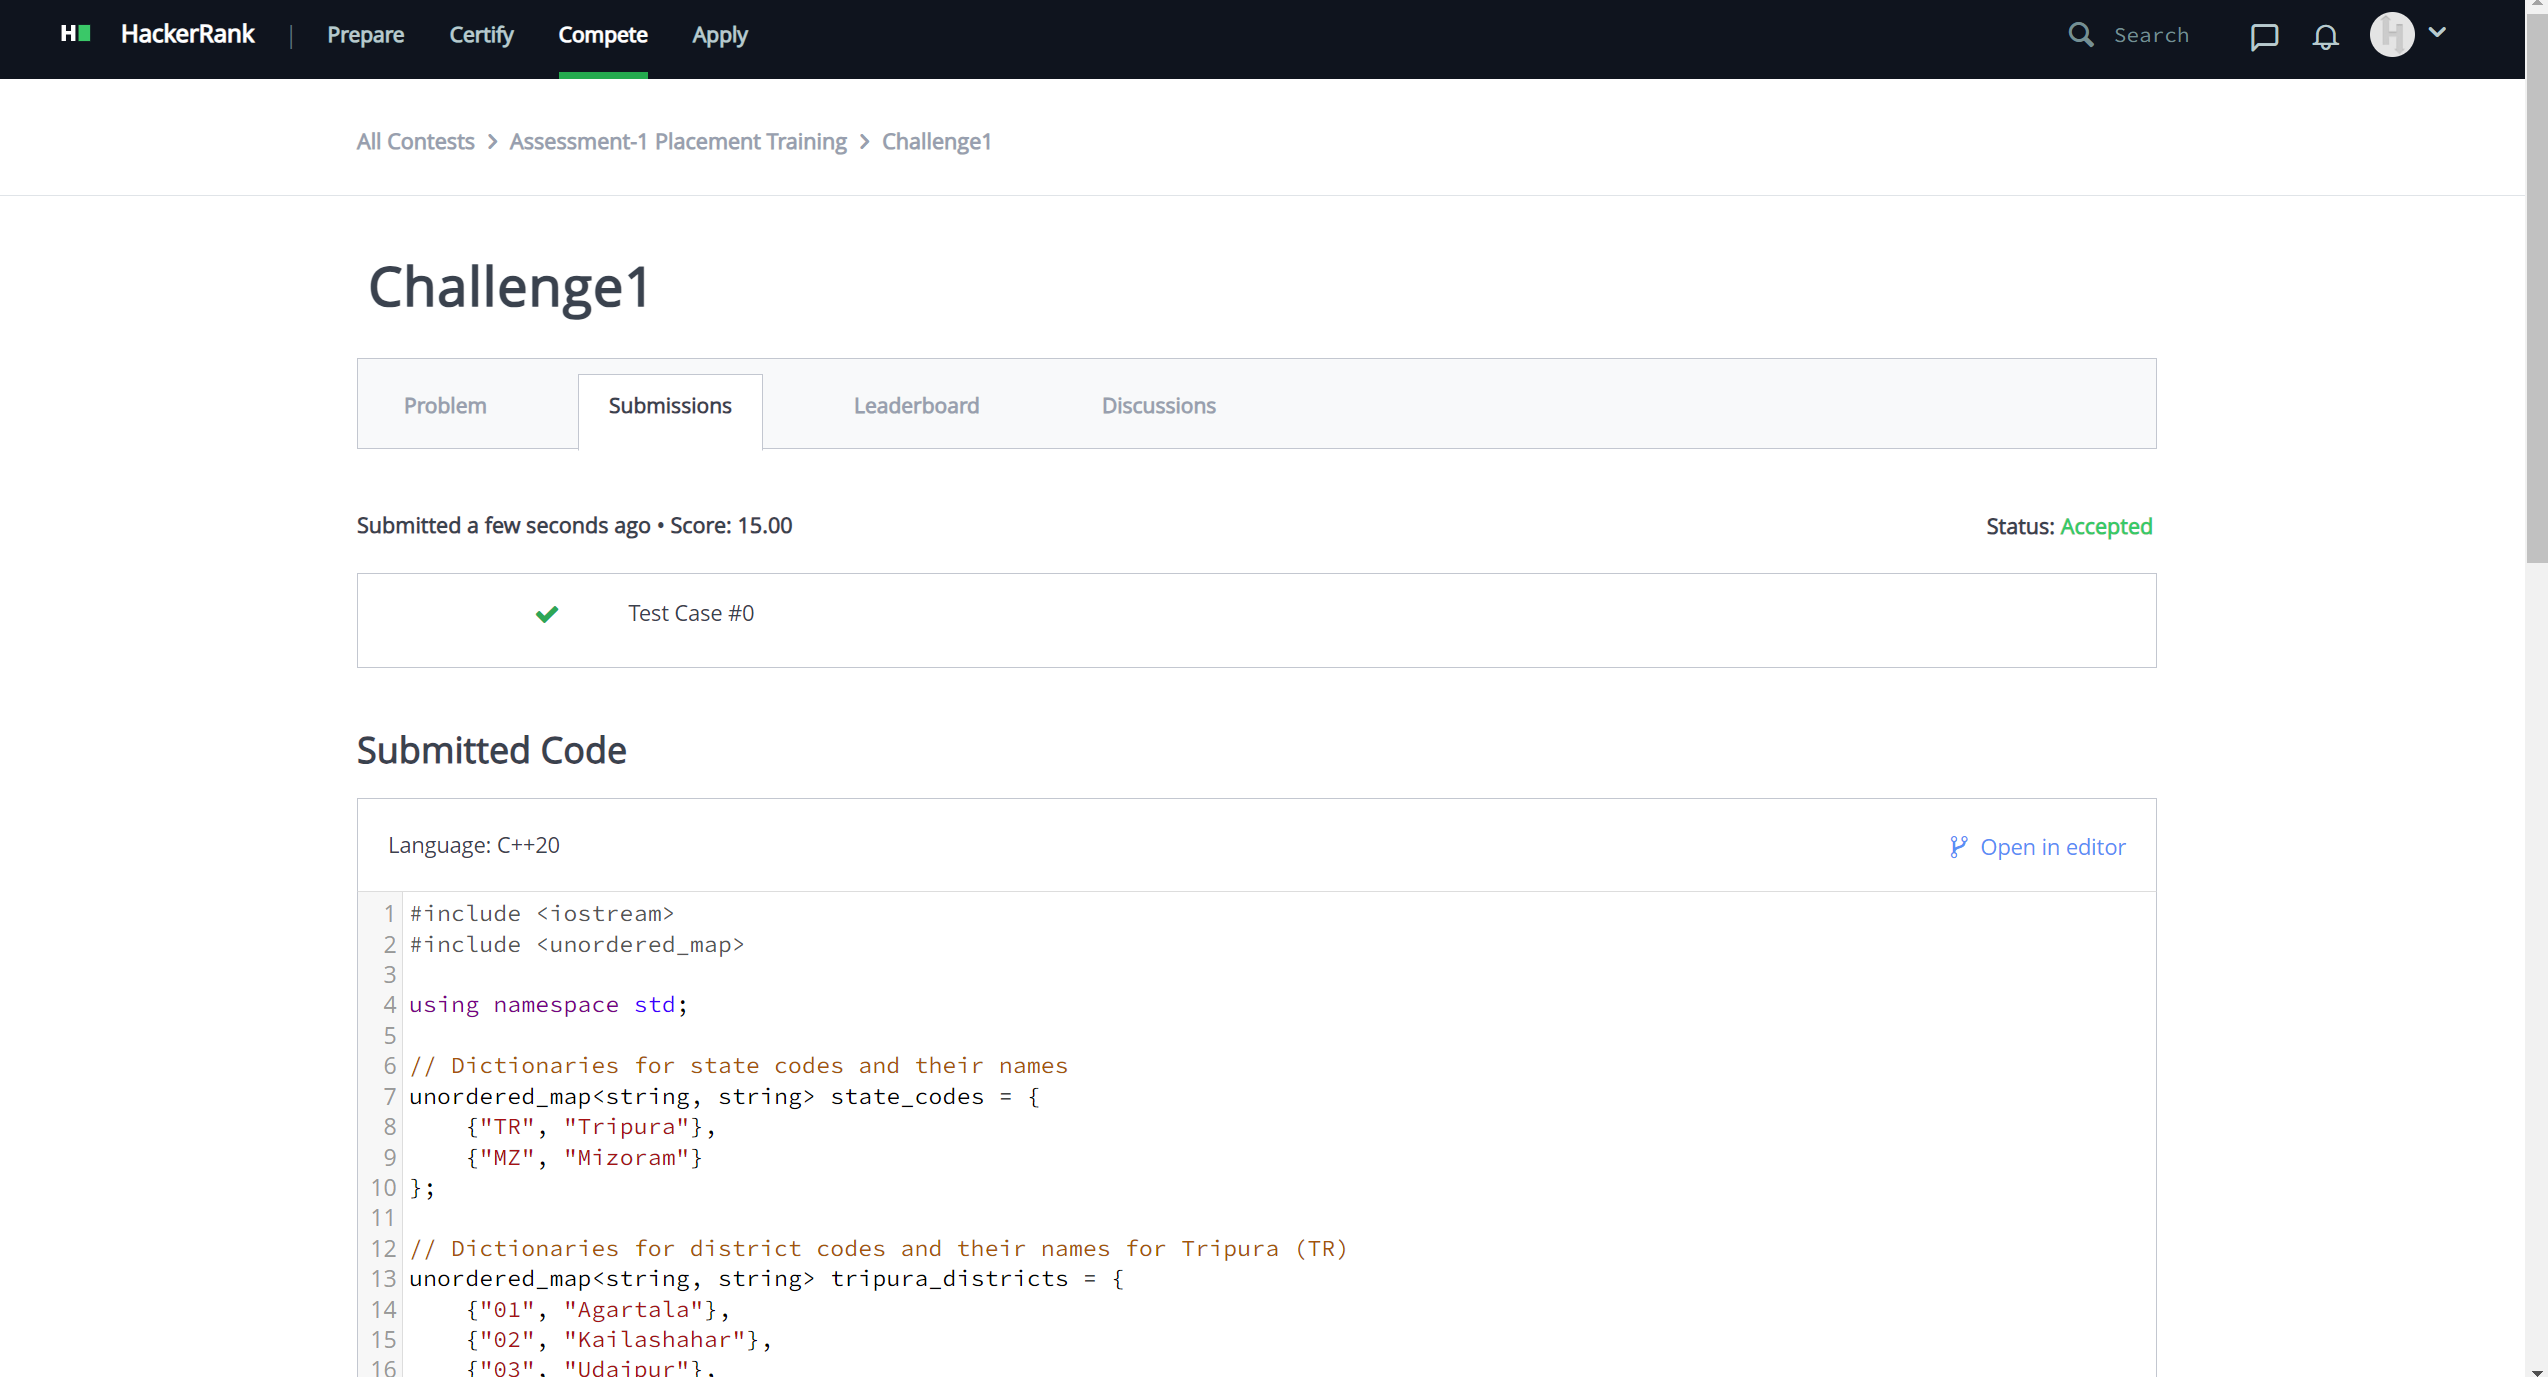 H HackerRank | Prepare Certify Compete Apply Search
All Contests > Assessment-1 Placement Training > Challenge1
Challenge1
Problem Submissions Leaderboard Discussions
Submitted a few seconds ago • Score: 15.00 Status: Accepted
Test Case #0
Submitted Code
Language: C++20 Open in editor
1 #include <iostream>
2 #include <unordered_map>
3
4 using namespace std;
5
6 // Dictionaries for state codes and their names
7 unordered_map<string, string> state_codes = {
8     {"TR", "Tripura"},
9     {"MZ", "Mizoram"}
10 };
11
12 // Dictionaries for district codes and their names for Tripura (TR)
13 unordered_map<string, string> tripura_districts = {
14     {"01", "Agartala"},
15     {"02", "Kailashahar"},
16     {"03", "Udaipur"},